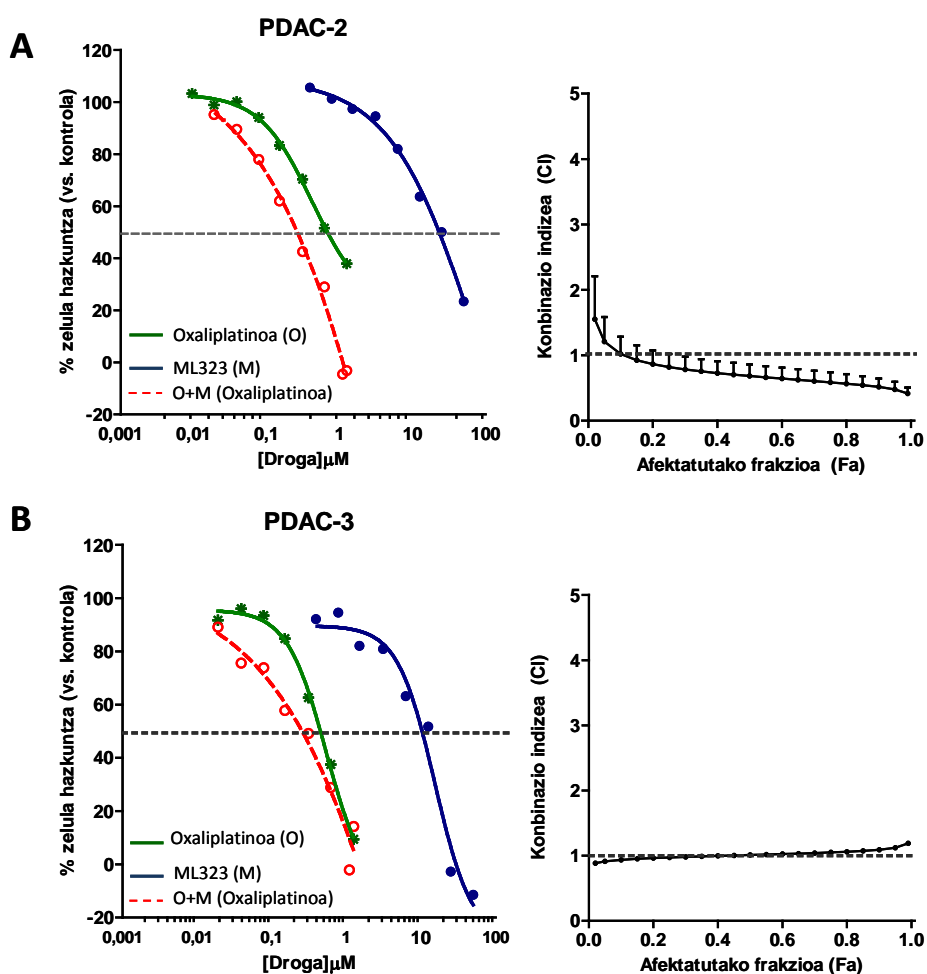 A
PDAC-2
% zelula hazkuntza (vs. kontrola)
120
100
80
60
40
20
0
-20
Oxaliplatinoa (O)
ML323 (M)
O+M (Oxaliplatinoa)
0,001
0,01
0,1
1
10
100
[Droga]µM
Konbinazio indizea (CI)
5
4
3
2
1
0
0.0
0.2
0.4
0.6
0.8
1.0
Afektatutako frakzioa (Fa)
B
PDAC-3
% zelula hazkuntza (vs. kontrola)
120
100
80
60
40
20
0
-20
Oxaliplatinoa (O)
ML323 (M)
O+M (Oxaliplatinoa)
0,001
0,01
0,1
1
10
100
[Droga]µM
Konbinazio indizea (CI)
5
4
3
2
1
0
0.0
0.2
0.4
0.6
0.8
1.0
Afektatutako frakzioa (Fa)